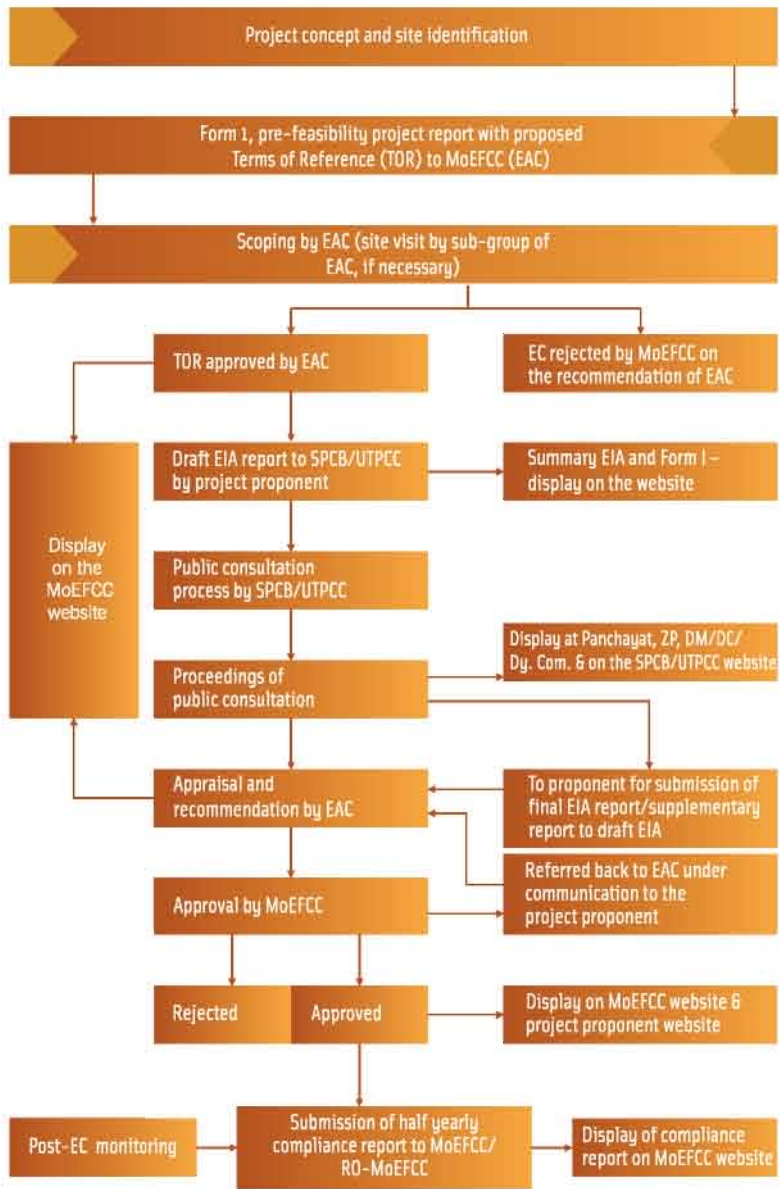 Project concept and site identification
Form 1, pre-feasibility project report with proposed
Terms of Reference (TOR) to MoEFCC (EAC)
Scoping by EAC (site visit by sub-group of
EAC, if necessary)
TOR approved by EAC
EC rejected by MoEFCC on
the recommendation of EAC
Display
on the
MoEFCC
website
Draft EIA report to SPCB/UTPCC
by project proponent
Summary EIA and Form I –
display on the website
Public consultation
process by SPCB/UTPCC
Display at Panchayat, ZP, DM/DC/
Dy. Com. & on the SPCB/UTPCC website
Proceedings of
public consultation
Appraisal and
recommendation by EAC
To proponent for submission of
final EIA report/supplementary
report to draft EIA
Referred back to EAC under
communication to the
project proponent
Approval by MoEFCC
Rejected
Approved
Display on MoEFCC website &
project proponent website
Post-EC monitoring
Submission of half yearly
compliance report to MoEFCC/
RO-MoEFCC
Display of compliance
report on MoEFCC website